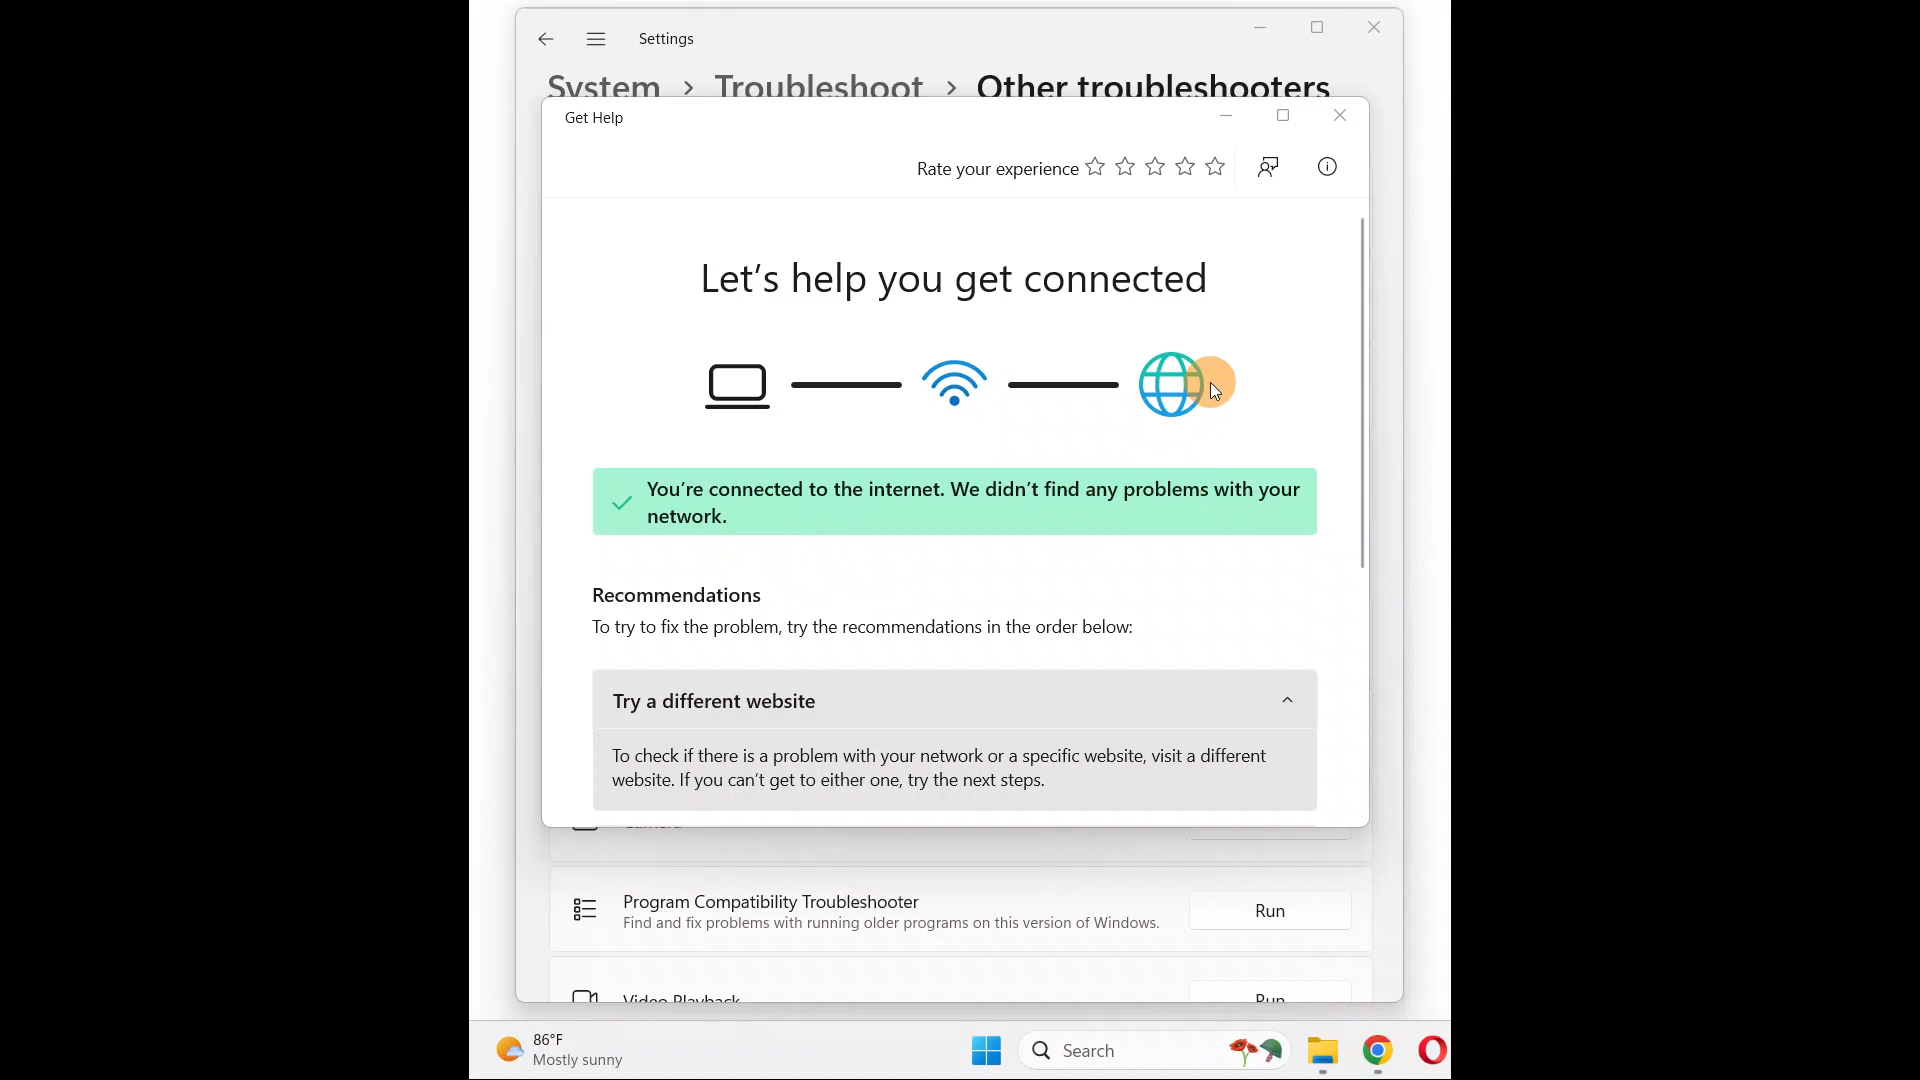 Settings
System > Troubleshoot > Other troubleshooters
Get Help
Rate your experience
Let's help you get connected
You're connected to the internet. We didn't find any problems with your
network.
Recommendations
To try to fix the problem, try the recommendations in the order below:
Try a different website
To check if there is a problem with your network or a specific website, visit a different
website. If you can't get to either one, try the next steps.
Program Compatibility Troubleshooter
Find and fix problems with running older programs on this version of Windows.
Run
Video Playback
Run
86°F
Mostly sunny
Search